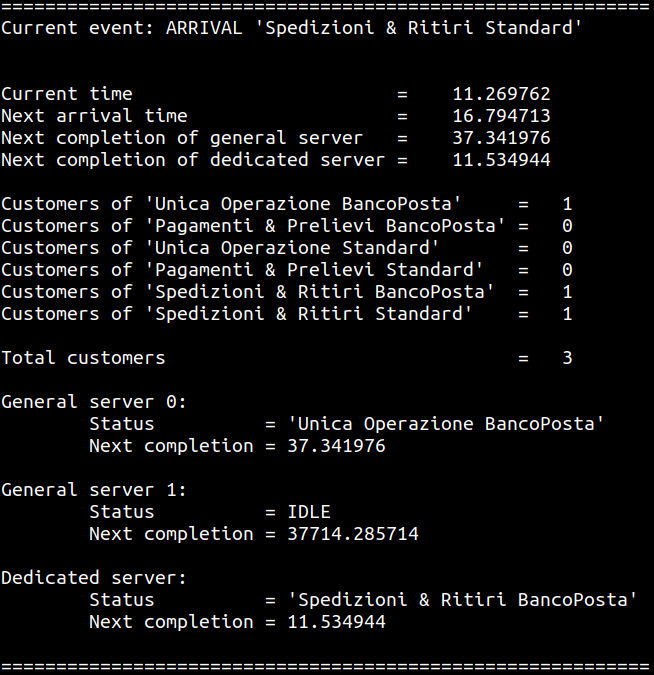 ===========================================================
Current event: ARRIVAL 'Spedizioni & Ritiri Standard'
Current time                        =    11.269762
Next arrival time                   =    16.794713
Next completion of general server   =    37.341976
Next completion of dedicated server =    11.534944
Customers of 'Unica Operazione BancoPosta'     =   1
Customers of 'Pagamenti & Prelievi BancoPosta' =   0
Customers of 'Unica Operazione Standard'       =   0
Customers of 'Pagamenti & Prelievi Standard'   =   0
Customers of 'Spedizioni & Ritiri BancoPosta'  =   1
Customers of 'Spedizioni & Ritiri Standard'    =   1
Total customers                                =   3
General server 0:
        Status          = 'Unica Operazione BancoPosta'
        Next completion = 37.341976
General server 1:
        Status          = IDLE
        Next completion = 37714.285714
Dedicated server:
        Status          = 'Spedizioni & Ritiri BancoPosta'
        Next completion = 11.534944
===========================================================